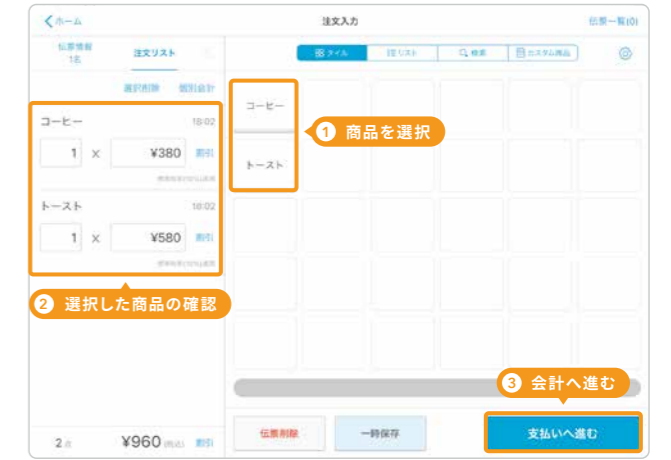 ホーム
注文入力
伝票一覧(0)
伝票情報
1名
注文リスト
タイル
リスト
検索
カスタム商品
選択削除 個別会計
コーヒー 18:02
1 × ¥380 割引
トースト 18:02
1 × ¥580 割引
コーヒー
トースト
1 商品を選択
2 選択した商品の確認
3 会計へ進む
2点 ¥960 (税込) 割引
伝票削除
一時保存
支払いへ進む